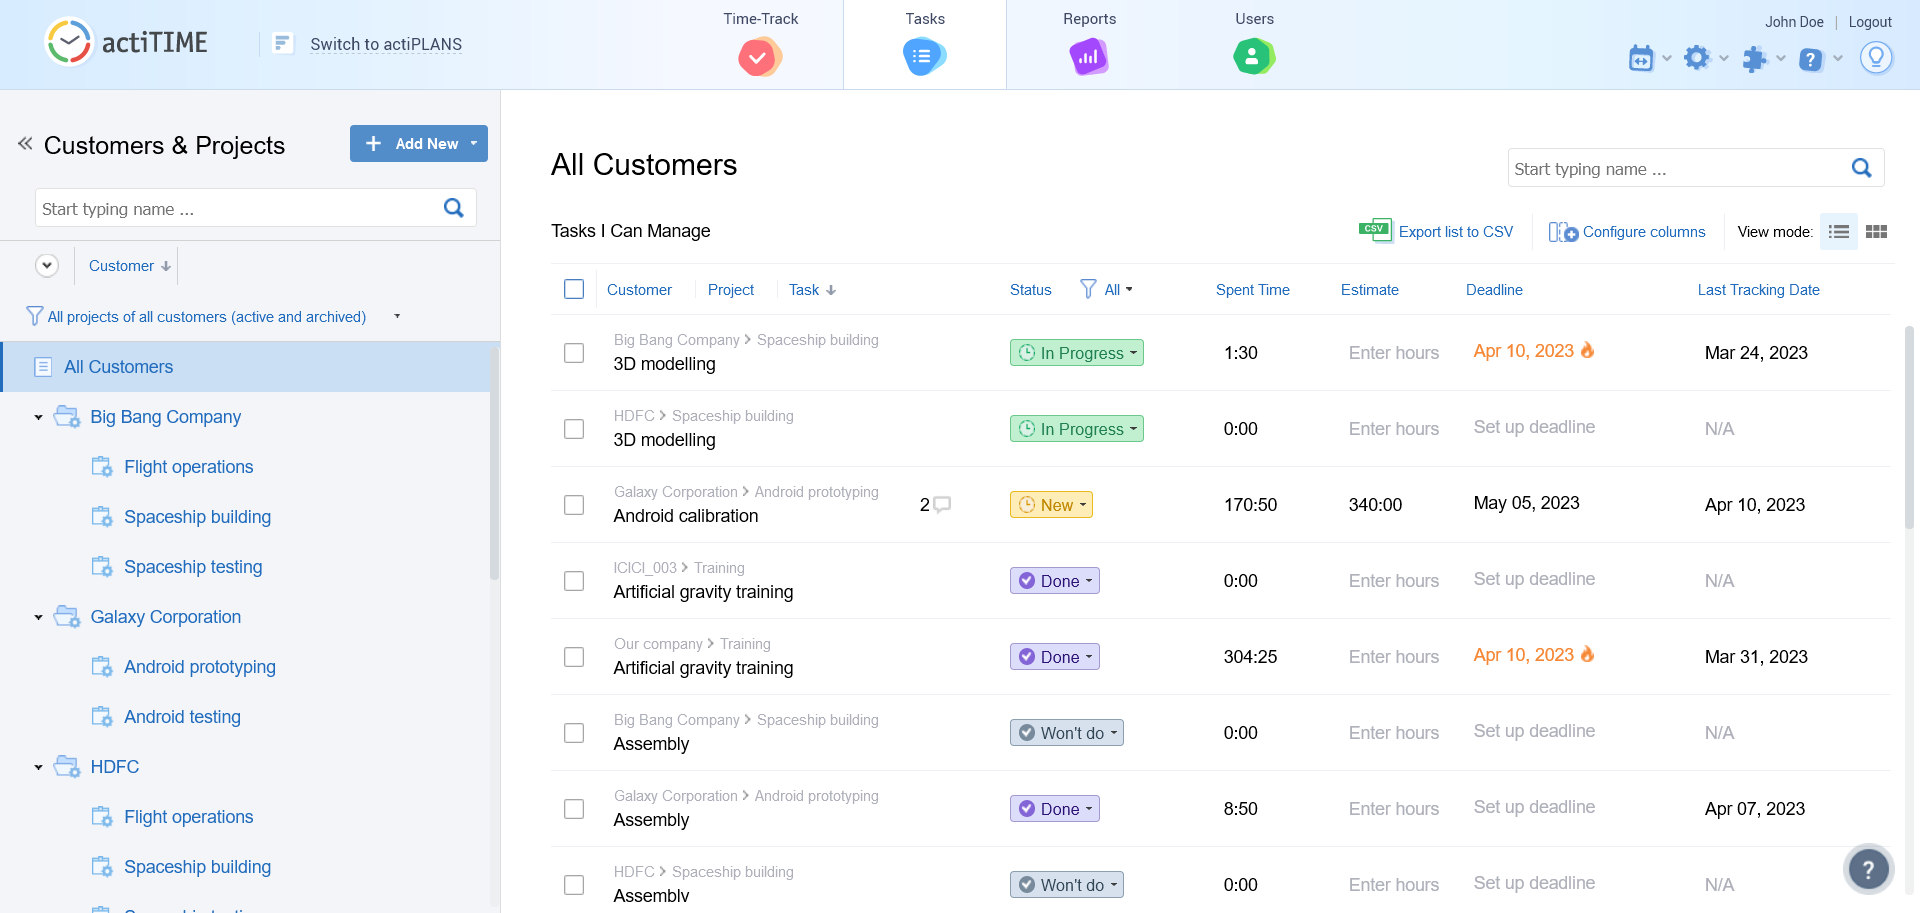 actiTIME
Switch to actiPLANS
Time-Track
Tasks
Reports
Users
John Doe | Logout
Customers & Projects
Add New
Start typing name ...
Customer
All projects of all customers (active and archived)
All Customers
Big Bang Company
Flight operations
Spaceship building
Spaceship testing
Galaxy Corporation
Android prototyping
Android testing
HDFC
Flight operations
Spaceship building
All Customers
Start typing name ...
Tasks I Can Manage
CSV Export list to CSV
Configure columns
View mode:
Customer Project Task Status All Spent Time Estimate Deadline Last Tracking Date
Big Bang Company > Spaceship building
3D modelling In Progress 1:30 Enter hours Apr 10, 2023 Mar 24, 2023
HDFC > Spaceship building
3D modelling In Progress 0:00 Enter hours Set up deadline N/A
Galaxy Corporation > Android prototyping
Android calibration 2 New 170:50 340:00 May 05, 2023 Apr 10, 2023
ICICI_003 > Training
Artificial gravity training Done 0:00 Enter hours Set up deadline N/A
Our company > Training
Artificial gravity training Done 304:25 Enter hours Apr 10, 2023 Mar 31, 2023
Big Bang Company > Spaceship building
Assembly Won't do 0:00 Enter hours Set up deadline N/A
Galaxy Corporation > Android prototyping
Assembly Done 8:50 Enter hours Set up deadline Apr 07, 2023
HDFC > Spaceship building
Assembly Won't do 0:00 Enter hours Set up deadline N/A
?